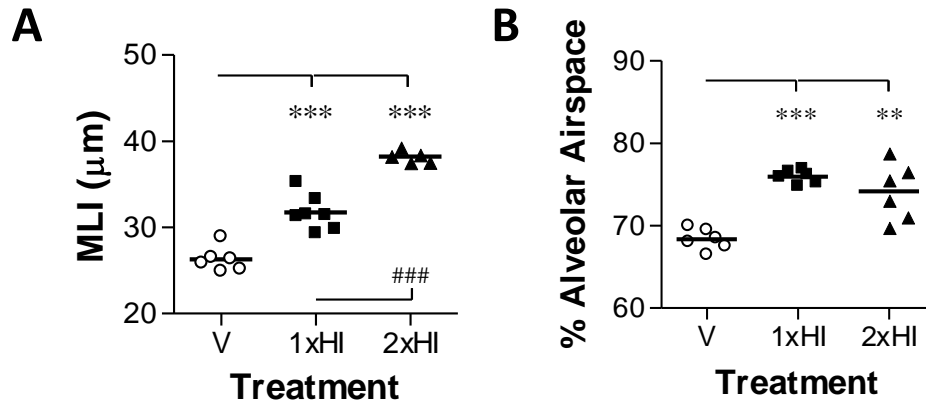 A
MLI (μm)
50
40
30
20
***
***
###
V
1xHI
2xHI
Treatment
B
% Alveolar Airspace
90
80
70
60
***
**
V
1xHI
2xHI
Treatment